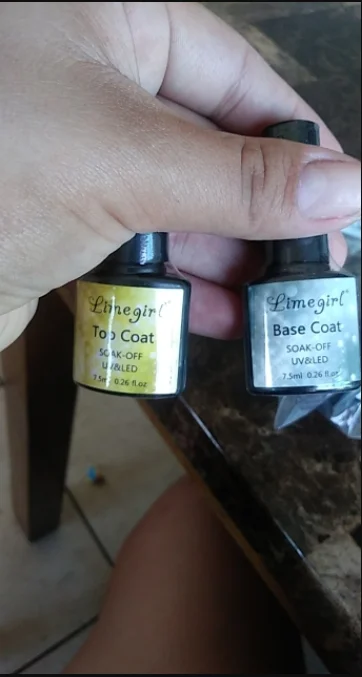 Limegirl
Top Coat
SOAK-OFF
UV&LED
7.5ml 0.26 fl.oz
Limegirl
Base Coat
SOAK-OFF
UV&LED
7.5ml 0.26 fl.oz